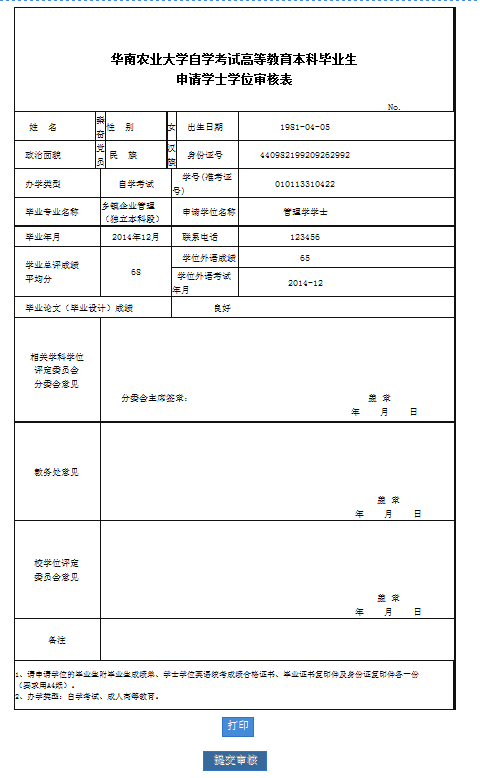 华南农业大学自学考试高等教育本科毕业生
申请学士学位审核表
No.
姓 名 性 别 女 出生日期 1981-04-05
政治面貌 党员 民 族 汉族 身份证号 440982199209262992
办学类型 自学考试 学号(准考证号) 010113310422
毕业专业名称 乡镇企业管理（独立本科段） 申请学位名称 管理学学士
毕业年月 2014年12月 联系电话 123456
学业总评成绩平均分 68 学位外语成绩 65
学位外语考试年月 2014-12
毕业论文（毕业设计）成绩 良好
相关学科学位
评定委员会
分委会意见
分委会主席签章： 盖 章
年 月 日
教务处意见
盖 章
年 月 日
校学位评定
委员会意见
盖 章
年 月 日
备注
1、请申请学位的毕业生附毕业生成绩单、学士学位英语统考成绩合格证书、毕业证书复印件及身份证复印件各一份
（要求用A4纸）。
2、办学类型：自学考试、成人高等教育。
打印
提交审核